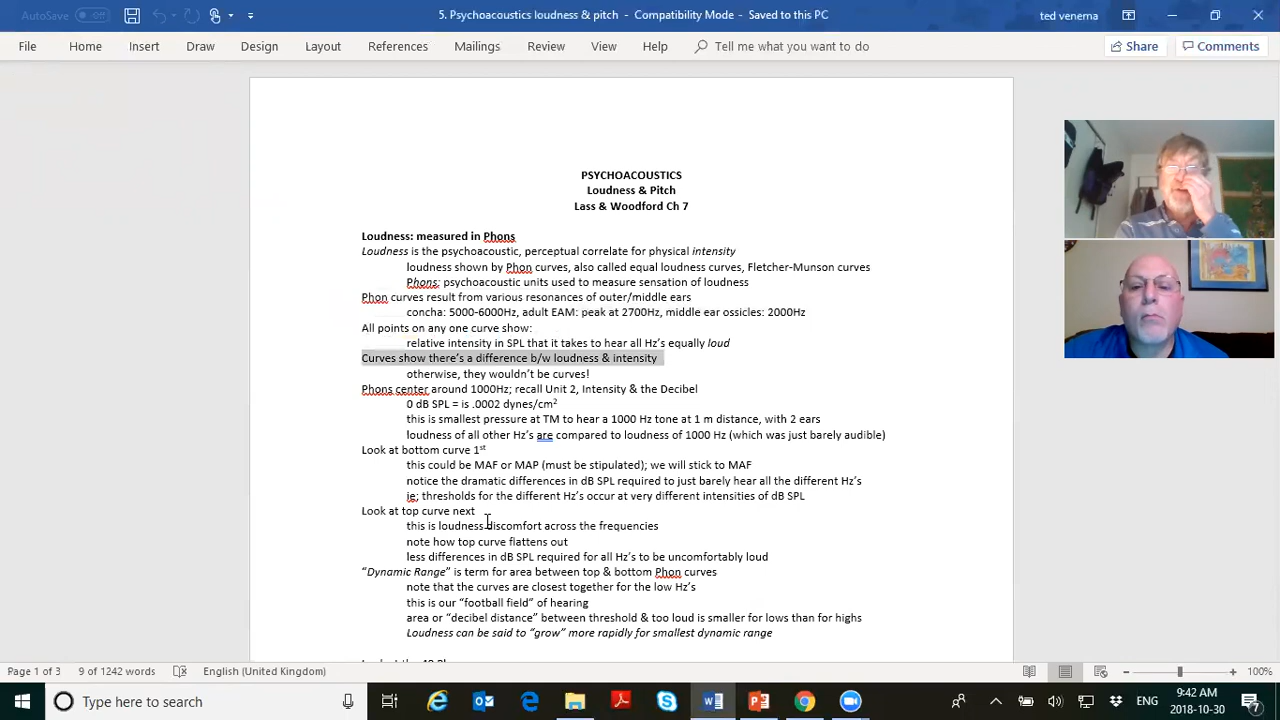 AutoSave
Off
5. Psychoacoustics loudness & pitch - Compatibility Mode - Saved to this PC
ted venema
File Home Insert Draw Design Layout References Mailings Review View Help Tell me what you want to do Share Comments
PSYCHOACOUSTICS
Loudness & Pitch
Lass & Woodford Ch 7
Loudness: measured in Phons
Loudness is the psychoacoustic, perceptual correlate for physical intensity
loudness shown by Phon curves, also called equal loudness curves, Fletcher-Munson curves
Phons: psychoacoustic units used to measure sensation of loudness
Phon curves result from various resonances of outer/middle ears
concha: 5000-6000Hz, adult EAM: peak at 2700Hz, middle ear ossicles: 2000Hz
All points on any one curve show:
relative intensity in SPL that it takes to hear all Hz's equally loud
Curves show there's a difference b/w loudness & intensity
otherwise, they wouldn't be curves!
Phons center around 1000Hz; recall Unit 2, Intensity & the Decibel
0 dB SPL = is .0002 dynes/cm²
this is smallest pressure at TM to hear a 1000 Hz tone at 1 m distance, with 2 ears
loudness of all other Hz's are compared to loudness of 1000 Hz (which was just barely audible)
Look at bottom curve 1st
this could be MAF or MAP (must be stipulated); we will stick to MAF
notice the dramatic differences in dB SPL required to just barely hear all the different Hz's
ie; thresholds for the different Hz's occur at very different intensities of dB SPL
Look at top curve next
this is loudness discomfort across the frequencies
note how top curve flattens out
less differences in dB SPL required for all Hz's to be uncomfortably loud
"Dynamic Range" is term for area between top & bottom Phon curves
note that the curves are closest together for the low Hz's
this is our "football field" of hearing
area or "decibel distance" between threshold & too loud is smaller for lows than for highs
Loudness can be said to "grow" more rapidly for smallest dynamic range
Page 1 of 3 9 of 1242 words English (United Kingdom) 100%
Type here to search
ENG
9:42 AM
2018-10-30
7